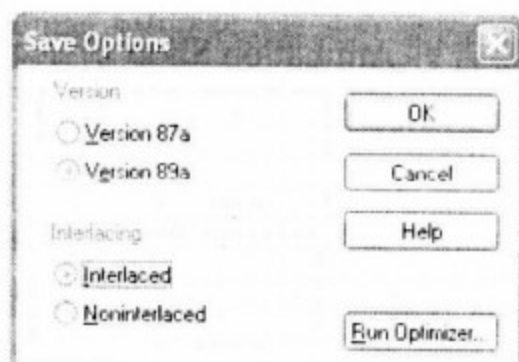 Save Options
Version
Version 87a
Version 89a
Interlacing
Interlaced
Noninterlaced
OK
Cancel
Help
Run Optimizer...